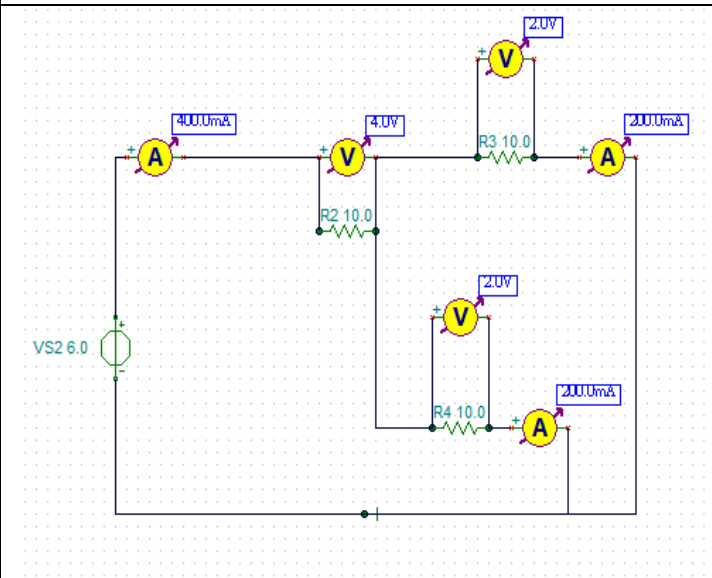 2.0V
+ V
400.0mA
4.0V
200.0mA
+ A
+ V
R3 10.0
+ A
R2 10.0
2.0V
+ V
VS2 6.0
+
-
200.0mA
R4 10.0
+ A